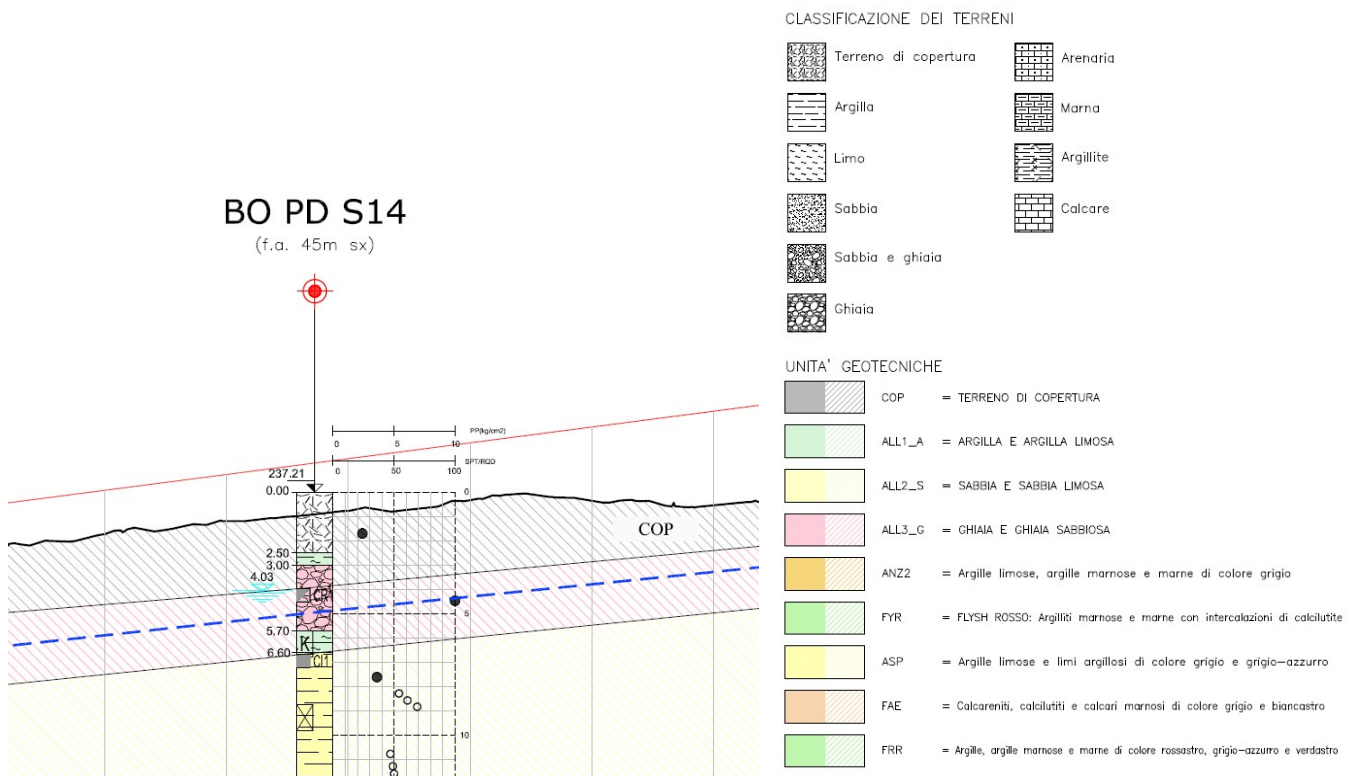 BO PD S14
(f.a. 45m sx)
PP(kg/cm2)
0 5 10
SPT/RQD
0 50 100
237.21
0.00
0
COP
2.50
3.00
4.03
5
5.70
K
6.60
CI1
10
CLASSIFICAZIONE DEI TERRENI
Terreno di copertura
Argilla
Limo
Sabbia
Sabbia e ghiaia
Ghiaia
Arenaria
Marna
Argillite
Calcare
UNITA' GEOTECNICHE
COP = TERRENO DI COPERTURA
ALL1_A = ARGILLA E ARGILLA LIMOSA
ALL2_S = SABBIA E SABBIA LIMOSA
ALL3_G = GHIAIA E GHIAIA SABBIOSA
ANZ2 = Argille limose, argille marnose e marne di colore grigio
FYR = FLYSH ROSSO: Argilliti marnose e marne con intercalazioni di calcilutite
ASP = Argille limose e limi argillosi di colore grigio e grigio-azzurro
FAE = Calcareniti, calcilutiti e calcari marnosi di colore grigio e biancastro
FRR = Argille, argille marnose e marne di colore rossastro, grigio-azzurro e verdastro